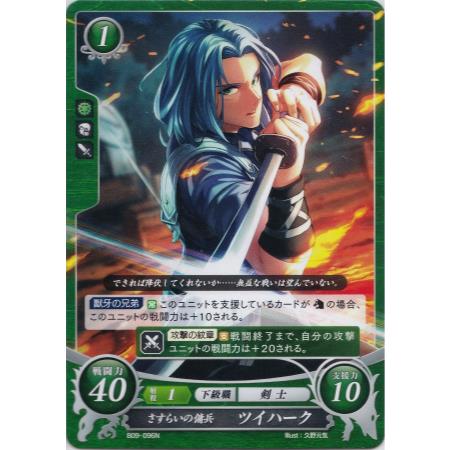 1
できれば降伏してくれないか……無益な戦いは望んでいない。
獣牙の兄弟 常 このユニットを支援しているカードが の場合、
このユニットの戦闘力は+10される。
攻撃の紋章 支 戦闘終了まで、自分の攻撃
ユニットの戦闘力は+20される。
戦闘力 40
射程 1 下級職 剣士
支援力 10
さすらいの傭兵 ツイハーク
B09-096N
Illust:久野元気